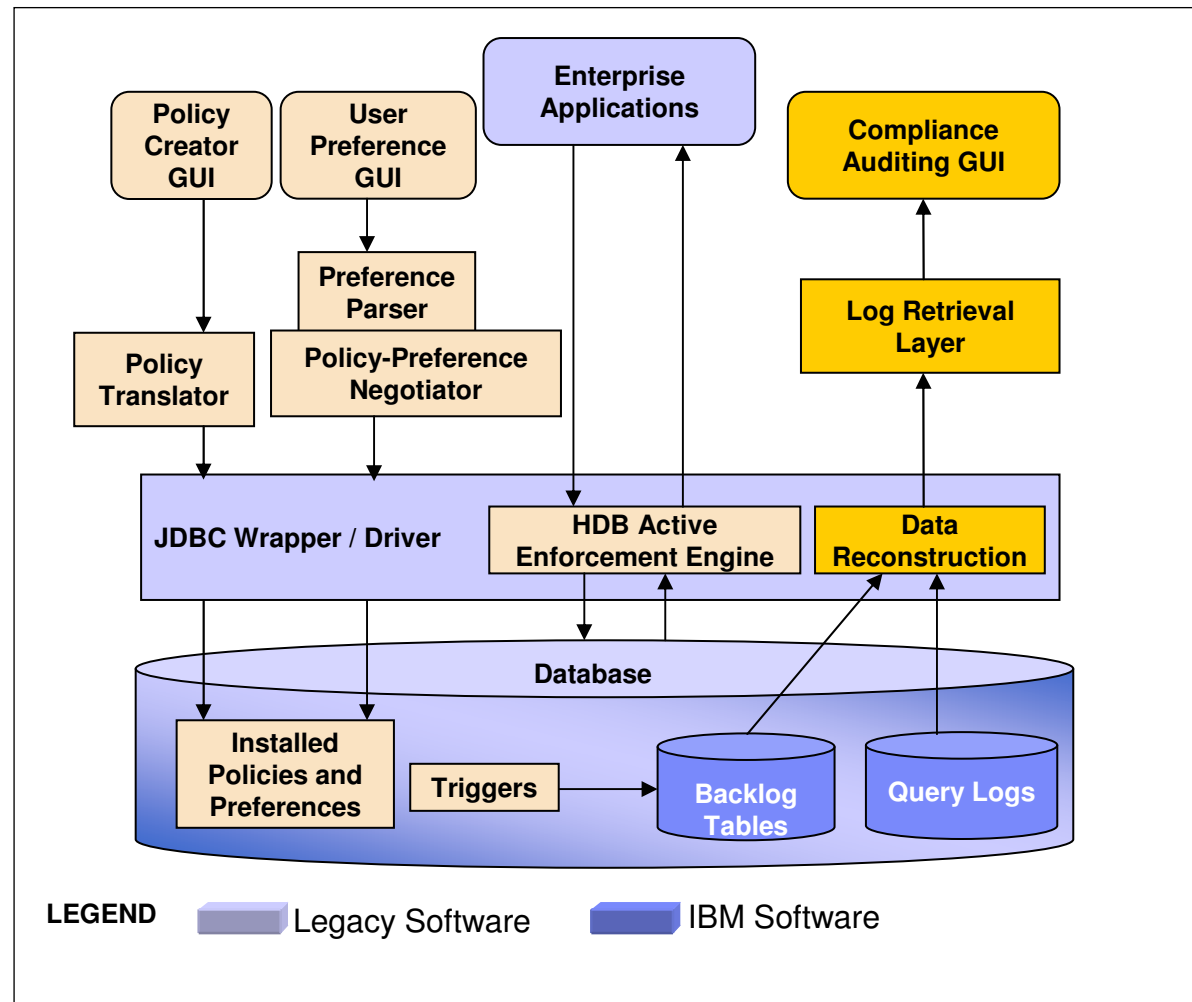 Policy
Creator
GUI
User
Preference
GUI
Enterprise
Applications
Compliance
Auditing GUI
Preference
Parser
Log Retrieval
Layer
Policy
Translator
Policy-Preference
Negotiator
JDBC Wrapper / Driver
HDB Active
Enforcement Engine
Data
Reconstruction
Database
Installed
Policies and
Preferences
Triggers
Backlog
Tables
Query Logs
LEGEND
Legacy Software
IBM Software